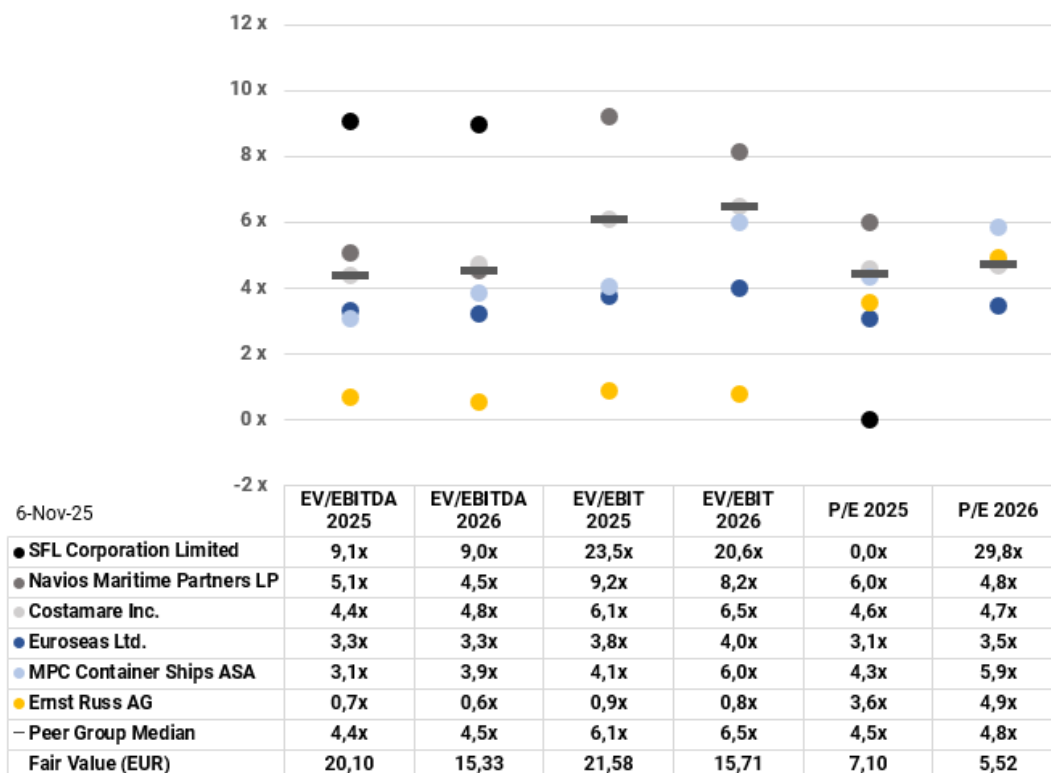 12 x
10 x
8 x
6 x
4 x
2 x
0 x
-2 x
6-Nov-25 EV/EBITDA 2025 EV/EBITDA 2026 EV/EBIT 2025 EV/EBIT 2026 P/E 2025 P/E 2026
SFL Corporation Limited 9,1x 9,0x 23,5x 20,6x 0,0x 29,8x
Navios Maritime Partners LP 5,1x 4,5x 9,2x 8,2x 6,0x 4,8x
Costamare Inc. 4,4x 4,8x 6,1x 6,5x 4,6x 4,7x
Euroseas Ltd. 3,3x 3,3x 3,8x 4,0x 3,1x 3,5x
MPC Container Ships ASA 3,1x 3,9x 4,1x 6,0x 4,3x 5,9x
Ernst Russ AG 0,7x 0,6x 0,9x 0,8x 3,6x 4,9x
Peer Group Median 4,4x 4,5x 6,1x 6,5x 4,5x 4,8x
Fair Value (EUR) 20,10 15,33 21,58 15,71 7,10 5,52